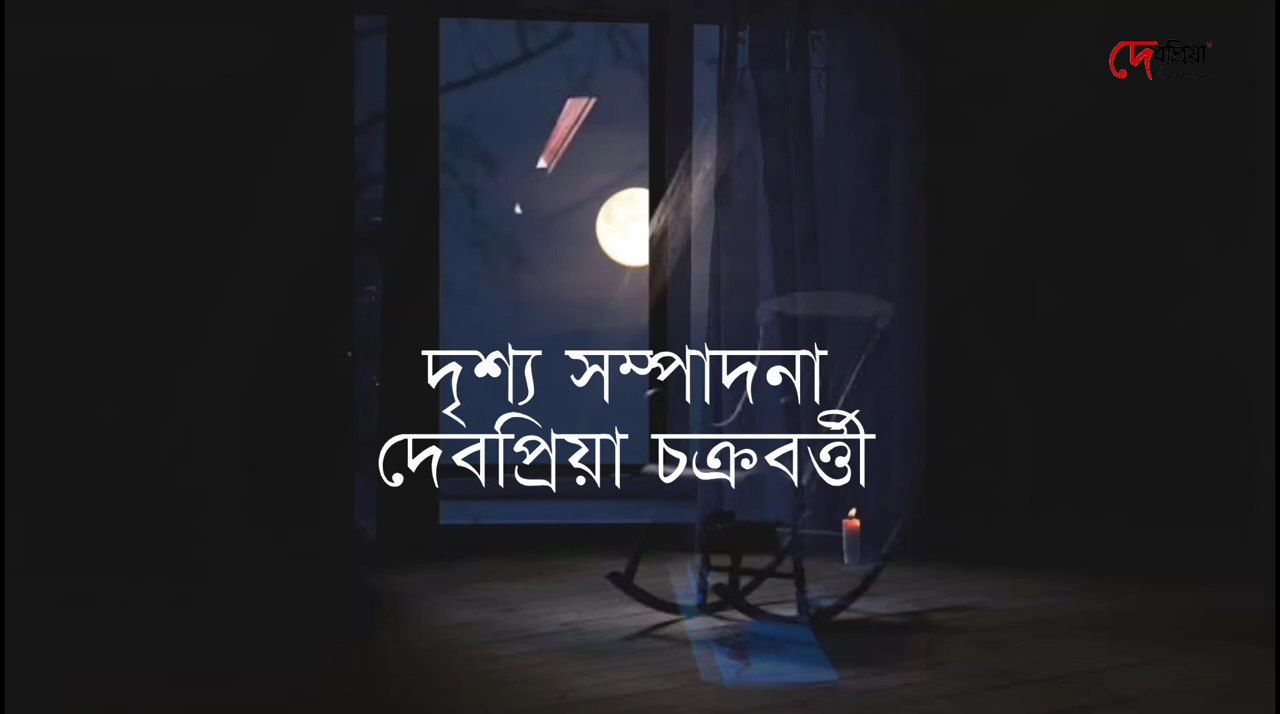 দেবপ্রিয়া
দৃশ্য সম্পাদনা
দেবপ্রিয়া চক্রবর্ত্তী